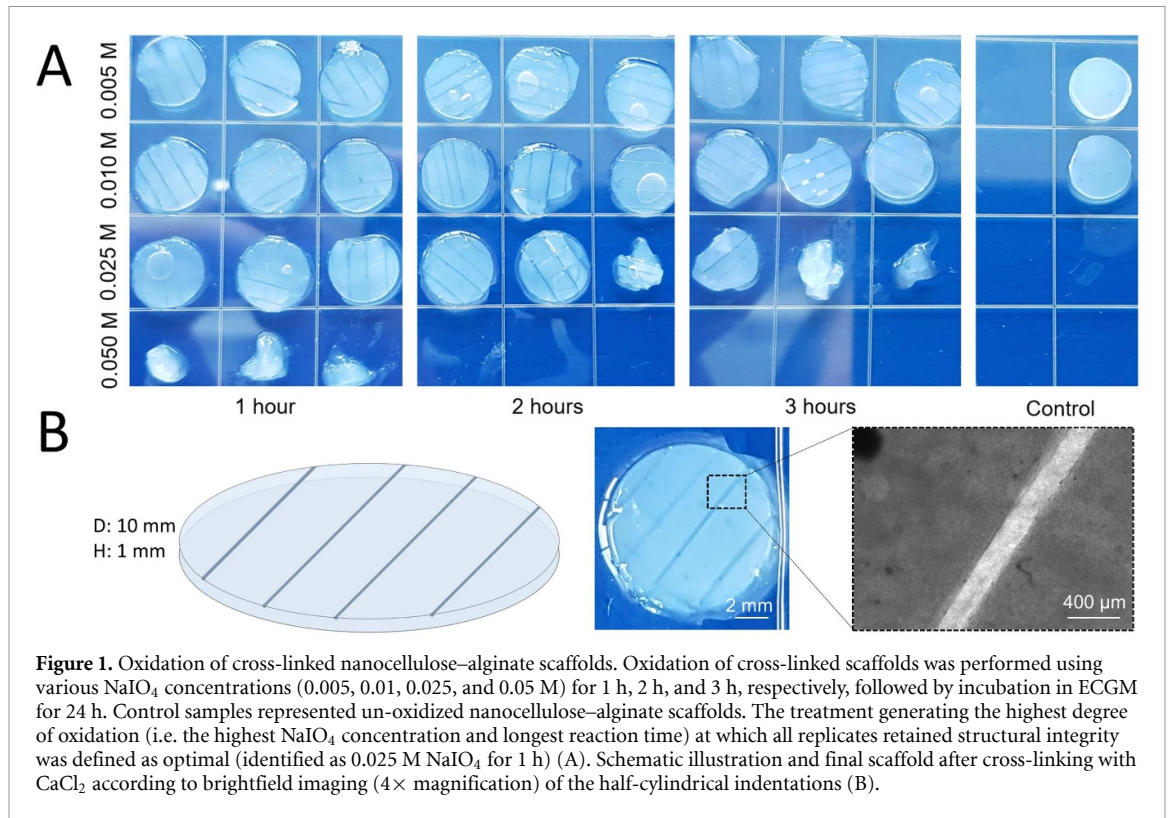 A
0.005 M
0.010 M
0.025 M
0.050 M
1 hour
2 hours
3 hours
Control
B
D: 10 mm
H: 1 mm
2 mm
400 µm
Figure 1. Oxidation of cross-linked nanocellulose–alginate scaffolds. Oxidation of cross-linked scaffolds was performed using
various NaIO₄ concentrations (0.005, 0.01, 0.025, and 0.05 M) for 1 h, 2 h, and 3 h, respectively, followed by incubation in ECGM
for 24 h. Control samples represented un-oxidized nanocellulose–alginate scaffolds. The treatment generating the highest degree
of oxidation (i.e. the highest NaIO₄ concentration and longest reaction time) at which all replicates retained structural integrity
was defined as optimal (identified as 0.025 M NaIO₄ for 1 h) (A). Schematic illustration and final scaffold after cross-linking with
CaCl₂ according to brightfield imaging (4× magnification) of the half-cylindrical indentations (B).